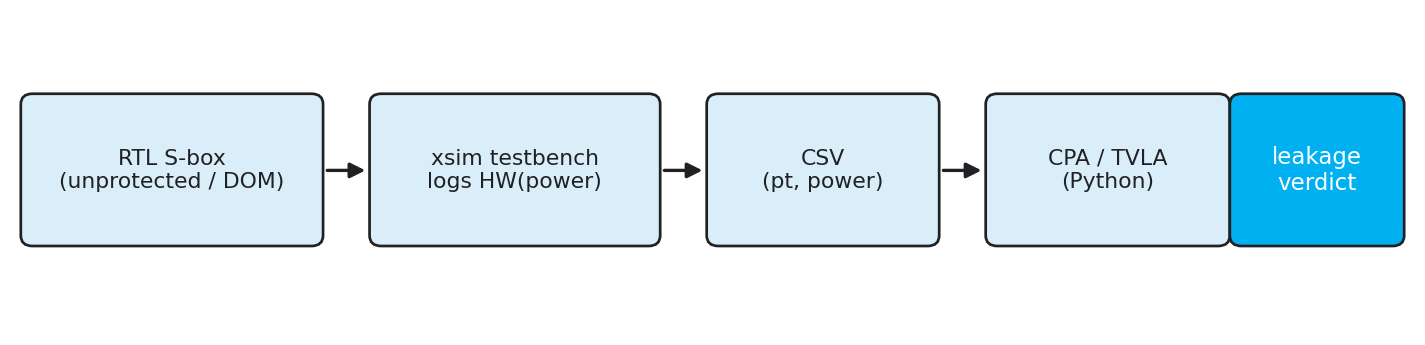 RTL S-box
(unprotected / DOM)
xsim testbench
logs HW(power)
CSV
(pt, power)
CPA / TVLA
(Python)
leakage
verdict